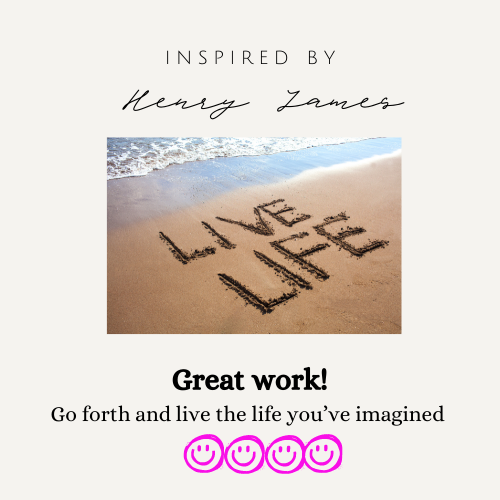 INSPIRED BY
Henry James
LIVE
LIFE
Great work!
Go forth and live the life you’ve imagined